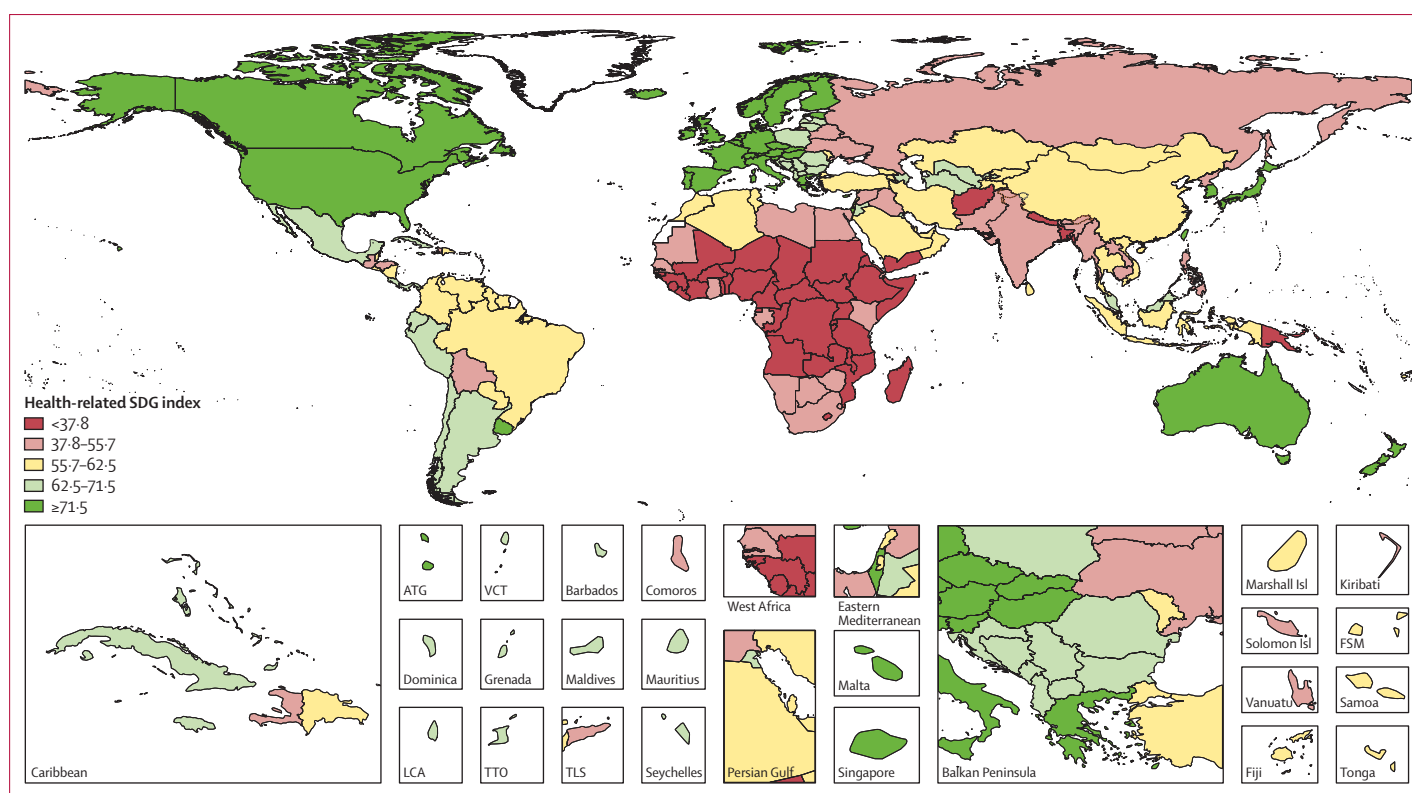 Health-related SDG index
<37·8
37·8–55·7
55·7–62·5
62·5–71·5
≥71·5
Caribbean
ATG
VCT
Barbados
Comoros
Dominica
Grenada
Maldives
Mauritius
LCA
TTO
TLS
Seychelles
West Africa
Eastern
Mediterranean
Persian Gulf
Malta
Singapore
Balkan Peninsula
Marshall Isl
Kiribati
Solomon Isl
FSM
Vanuatu
Samoa
Fiji
Tonga